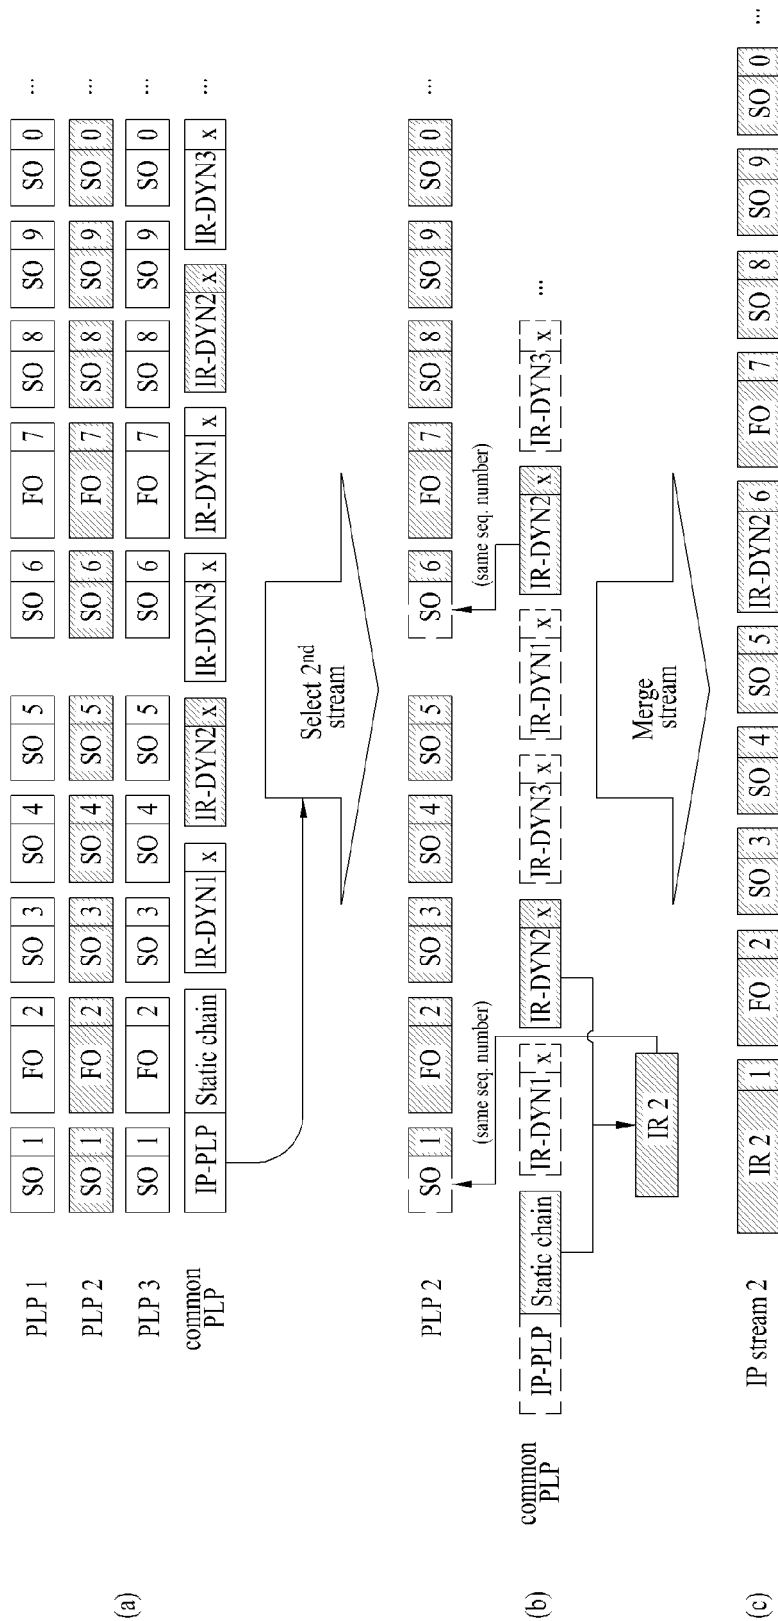 (a)
PLP 1 SO 1 FO 2 SO 3 SO 4 SO 5 SO 6 FO 7 SO 8 SO 9 SO 0 ...
PLP 2 SO 1 FO 2 SO 3 SO 4 SO 5 SO 6 FO 7 SO 8 SO 9 SO 0 ...
PLP 3 SO 1 FO 2 SO 3 SO 4 SO 5 SO 6 FO 7 SO 8 SO 9 SO 0 ...
common
PLP
IP-PLP Static chain IR-DYN1 x IR-DYN2 x IR-DYN3 x IR-DYN1 x IR-DYN2 x IR-DYN3 x ...
Select 2nd
stream
(b)
PLP 2 SO 1 FO 2 SO 3 SO 4 SO 5 SO 6 FO 7 SO 8 SO 9 SO 0 ...
(same seq. number) (same seq. number)
common
PLP
IP-PLP Static chain IR-DYN1 x IR-DYN2 x IR-DYN3 x IR-DYN1 x IR-DYN2 x IR-DYN3 x ...
IR 2
Merge
stream
(c)
IP stream 2 IR 2 1 FO 2 SO 3 SO 4 SO 5 IR-DYN2 6 FO 7 SO 8 SO 9 SO 0 ...